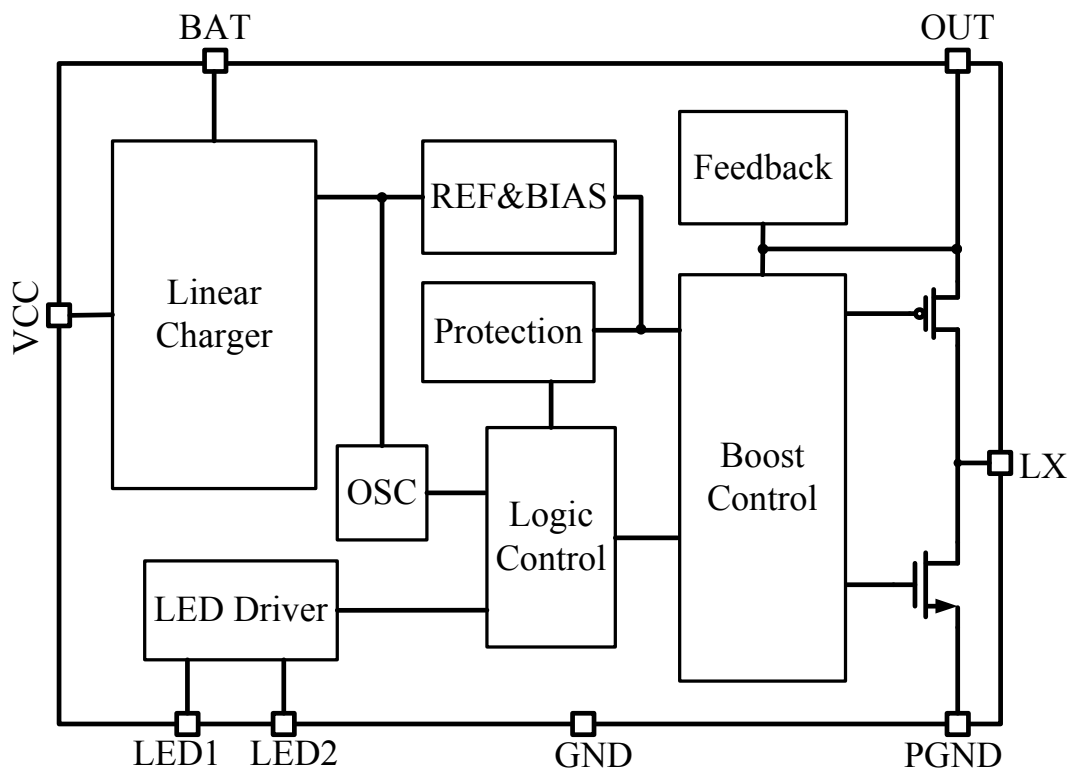 BAT
OUT
Feedback
REF&BIAS
Linear
Charger
VCC
Protection
Boost
Control
LX
OSC
Logic
Control
LED Driver
LED1
LED2
GND
PGND